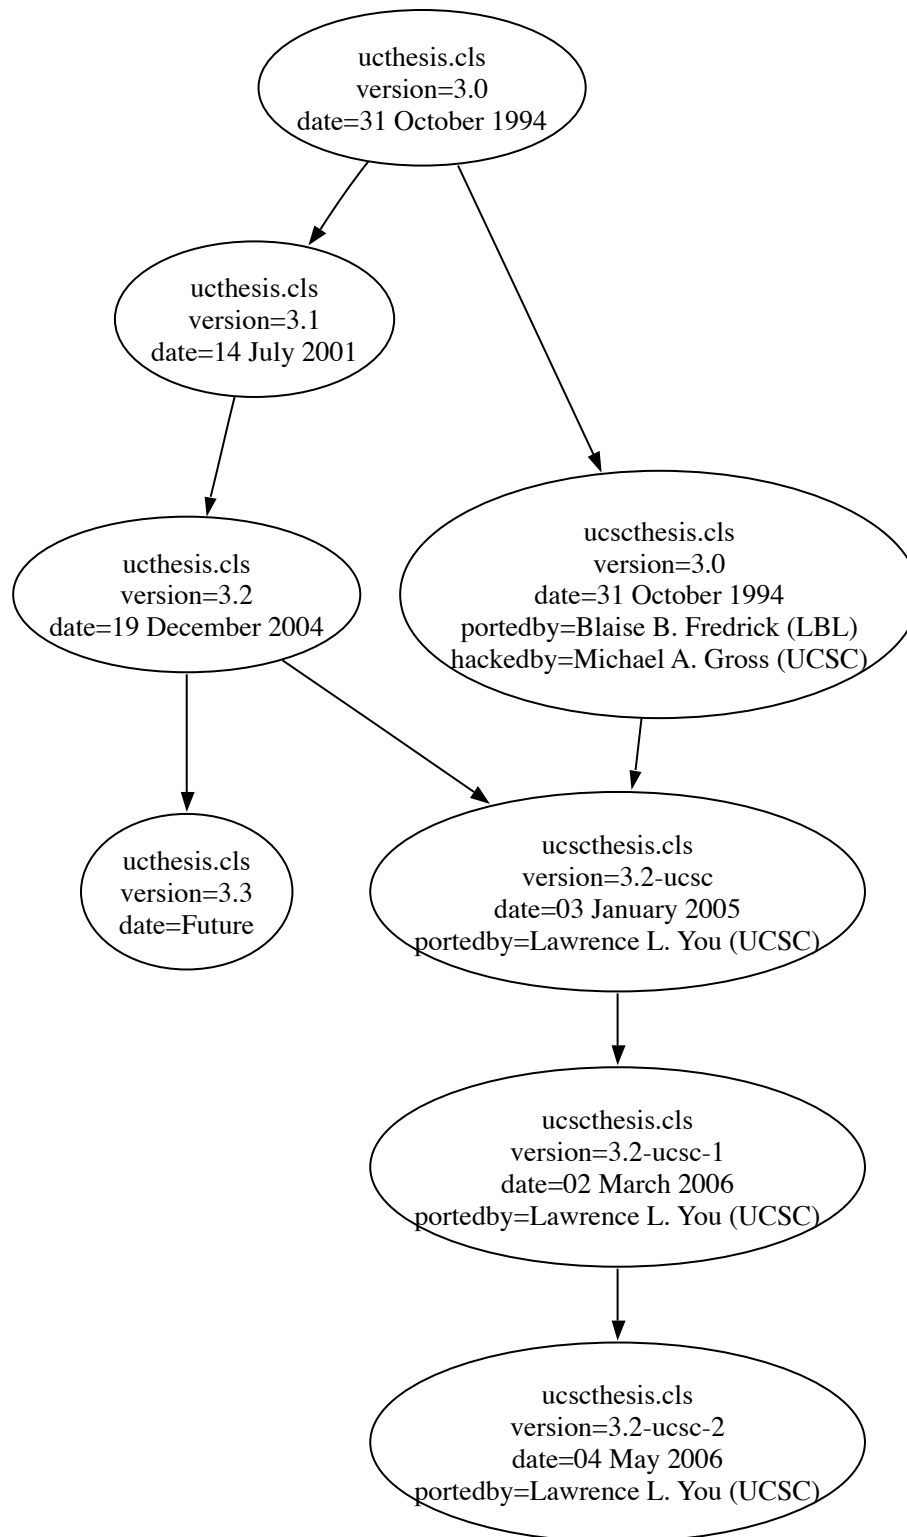 ucthesis.cls
version=3.0
date=31 October 1994
ucthesis.cls
version=3.1
date=14 July 2001
ucthesis.cls
version=3.2
date=19 December 2004
ucscthesis.cls
version=3.0
date=31 October 1994
portedby=Blaise B. Fredrick (LBL)
hackedby=Michael A. Gross (UCSC)
ucthesis.cls
version=3.3
date=Future
ucscthesis.cls
version=3.2-ucsc
date=03 January 2005
portedby=Lawrence L. You (UCSC)
ucscthesis.cls
version=3.2-ucsc-1
date=02 March 2006
portedby=Lawrence L. You (UCSC)
ucscthesis.cls
version=3.2-ucsc-2
date=04 May 2006
portedby=Lawrence L. You (UCSC)